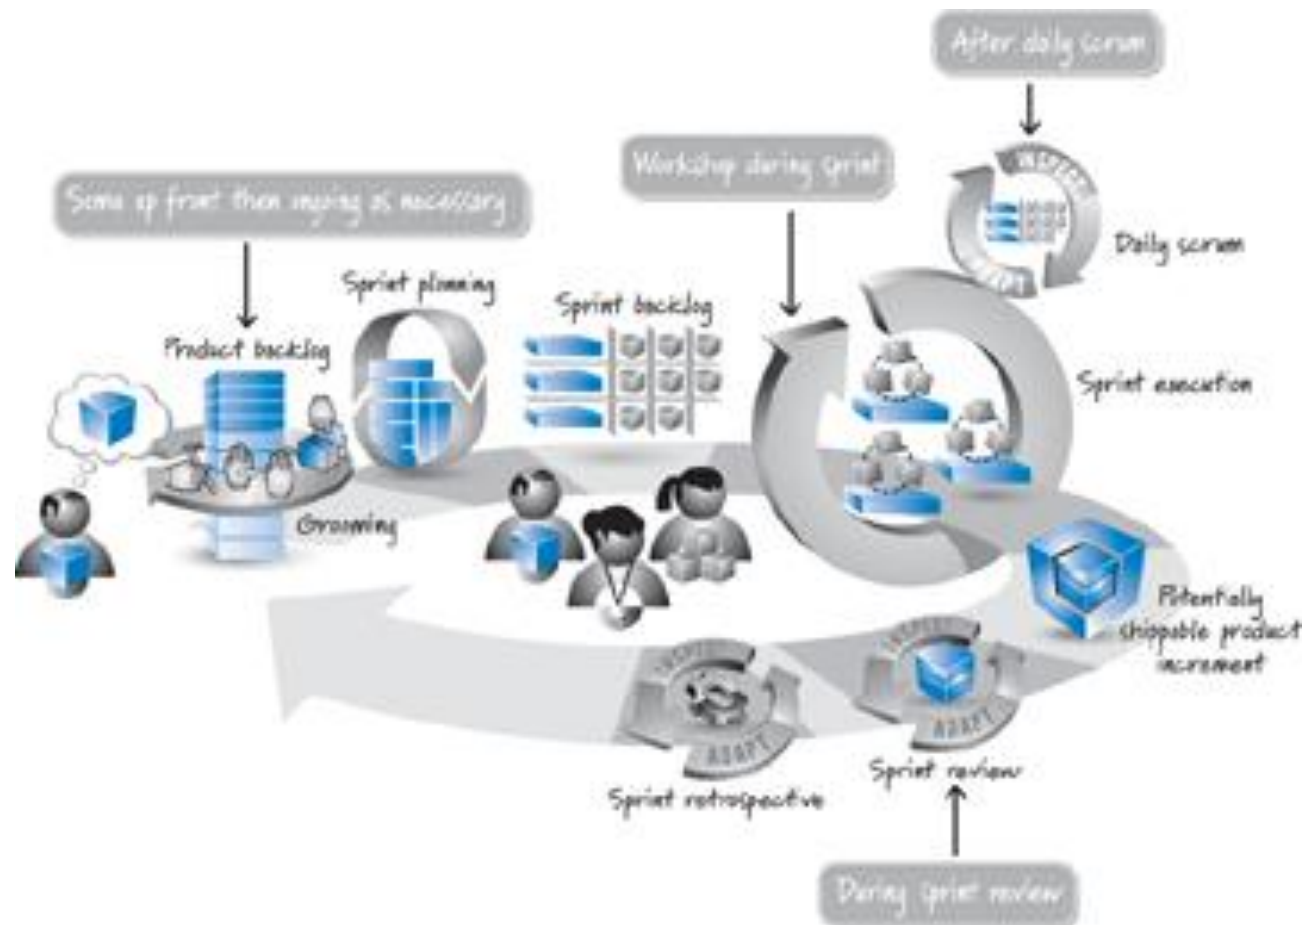 After daily scrum
INSPECT
Workshop during sprint
Some up front then ongoing as necessary
Daily scrum
Sprint planning
Sprint backlog
Product backlog
Sprint execution
Grooming
Potentially
shippable product
increment
INSPECT
INSPECT
ADAPT
ADAPT
Sprint review
Sprint retrospective
During sprint review